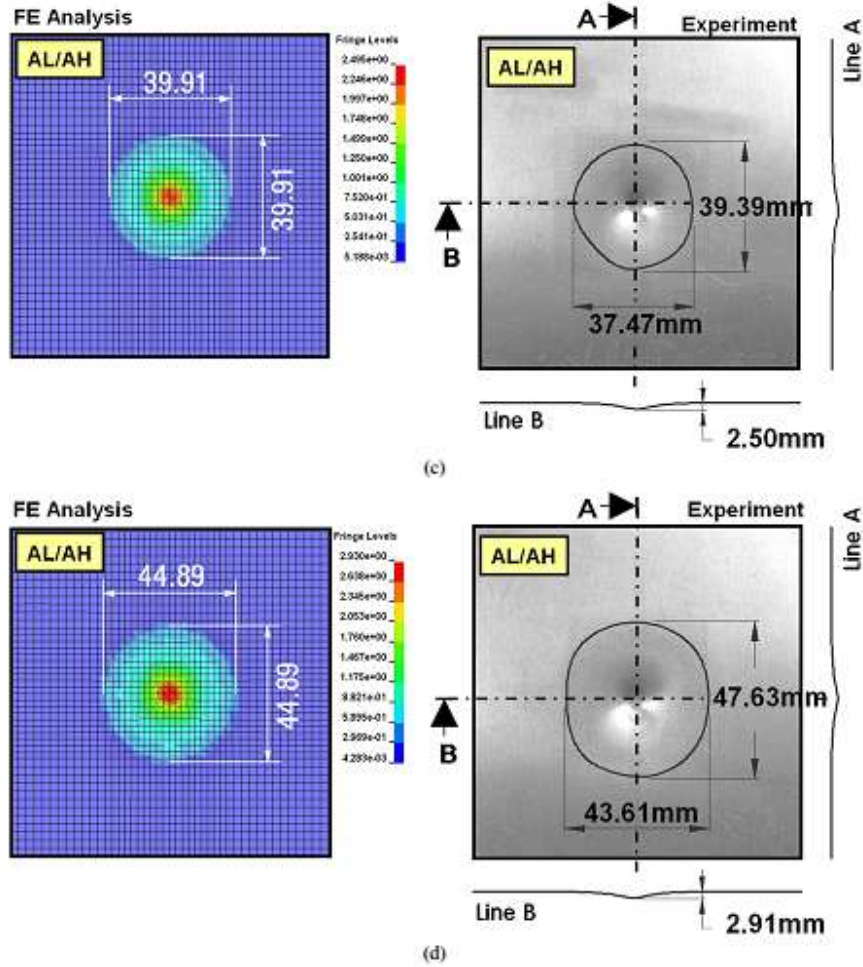 FE Analysis
AL/AH
39.91
39.91
Fringe Levels
2.495e+00
2.246e+00
1.997e+00
1.748e+00
1.499e+00
1.250e+00
1.001e+00
7.520e-01
5.031e-01
2.541e-01
5.188e-03
A
Experiment
AL/AH
Line A
B
39.39mm
37.47mm
Line B
2.50mm
(c)
FE Analysis
AL/AH
44.89
44.89
Fringe Levels
2.930e+00
2.638e+00
2.345e+00
2.053e+00
1.760e+00
1.467e+00
1.175e+00
8.821e-01
5.895e-01
2.969e-01
4.283e-03
A
Experiment
AL/AH
Line A
B
47.63mm
43.61mm
Line B
2.91mm
(d)